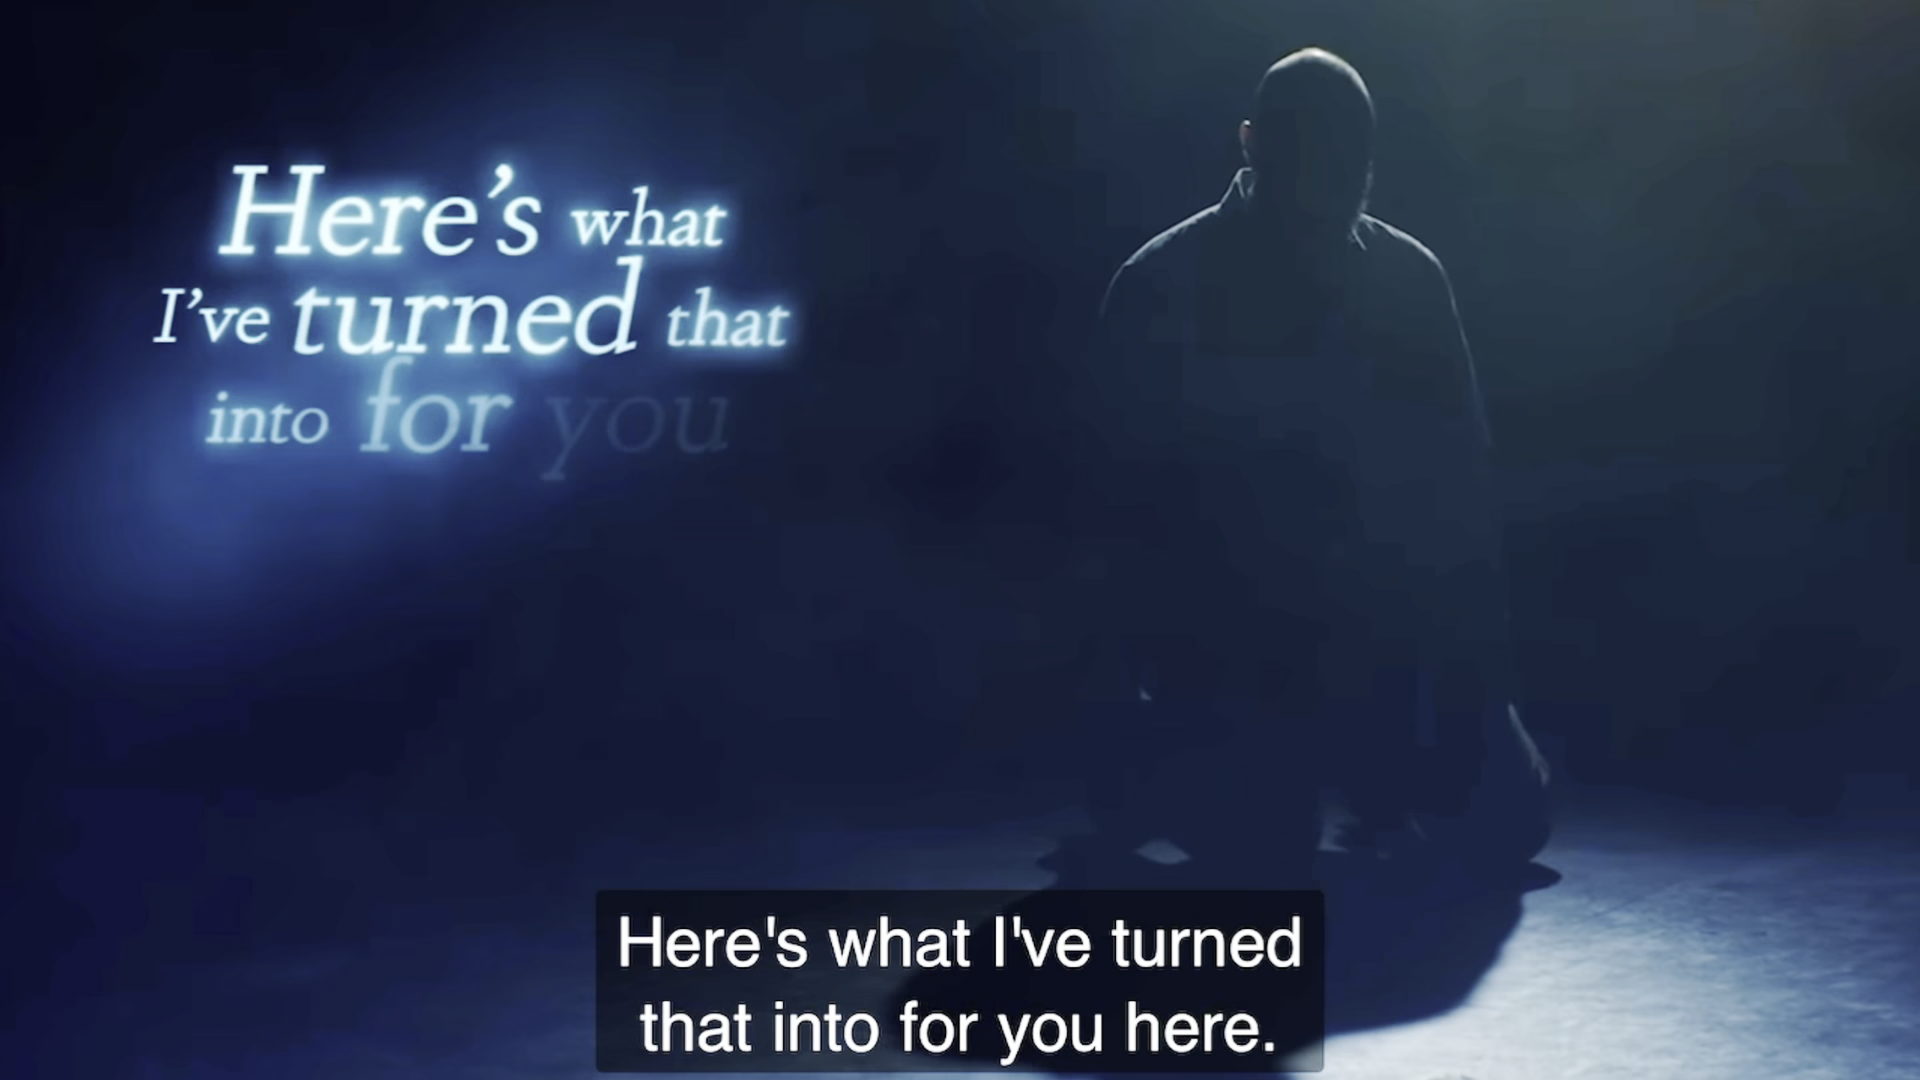 Here’s what
I’ve turned that
into for you
Here's what I've turned
that into for you here.